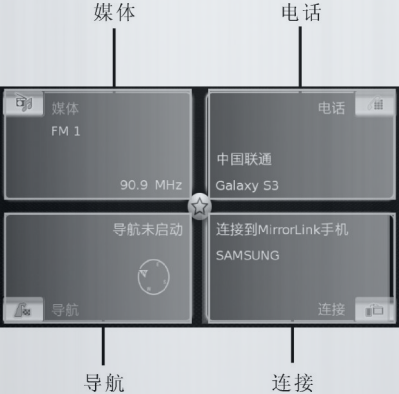 媒体 电话
媒体 电话
FM 1
中国联通
90.9 MHz Galaxy S3
导航未启动 连接到MirrorLink手机
SAMSUNG
导航 连接
导航 连接